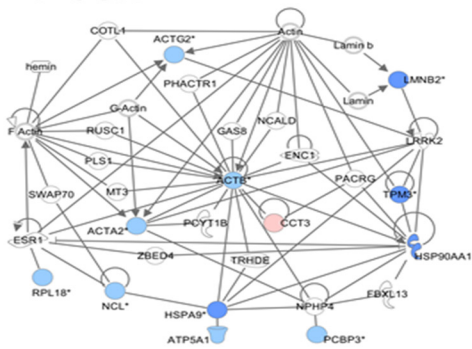 COTL1
ACTG2*
Actin
Lamin b
hemin
PHACTR1
LMNB2*
G-Actin
Lamin
NCALD
F Actin
RUSC1
GAS8
LRRK2
ENC1
PLS1
ACTB*
PACRG
SWAP70
MT3
TPM3*
ACTA2*
PCYT1B
CCT3
ESR1
ZBED4
TRHDE
HSP90AA1
RPL18*
NCL*
FBXL13
HSPA9*
NPHP4
ATP5A1
PCBP3*